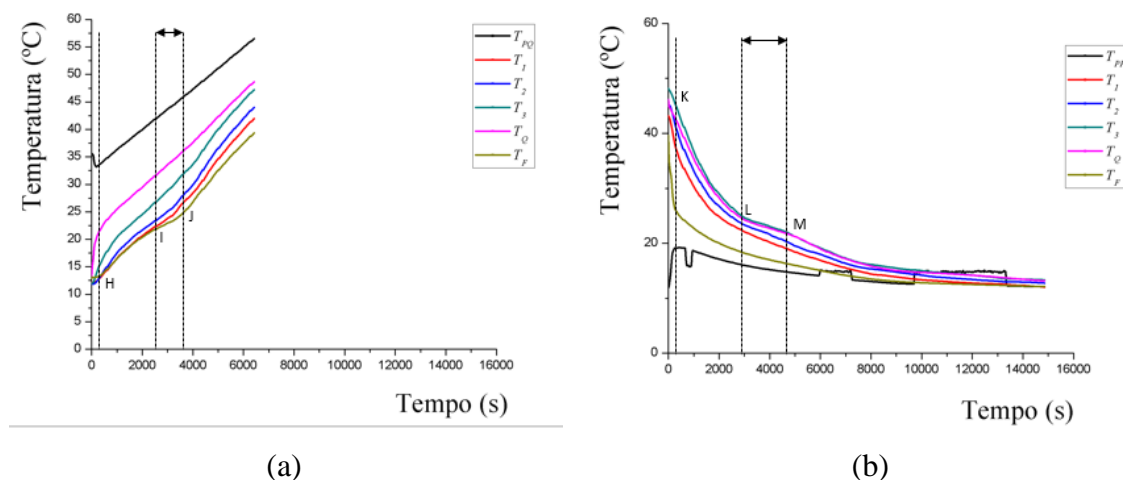 Temperatura (ºC)
60
55
50
45
40
35
30
25
20
15
10
5
0
H
I
J
T_PQ
T_1
T_2
T_3
T_Q
T_F
0
2000
4000
6000
8000
10000
12000
14000
16000
Tempo (s)
(a)
Temperatura (ºC)
60
40
20
0
K
L
M
T_1
T_2
T_3
T_Q
T_F
0
2000
4000
6000
8000
10000
12000
14000
16000
Tempo (s)
(b)